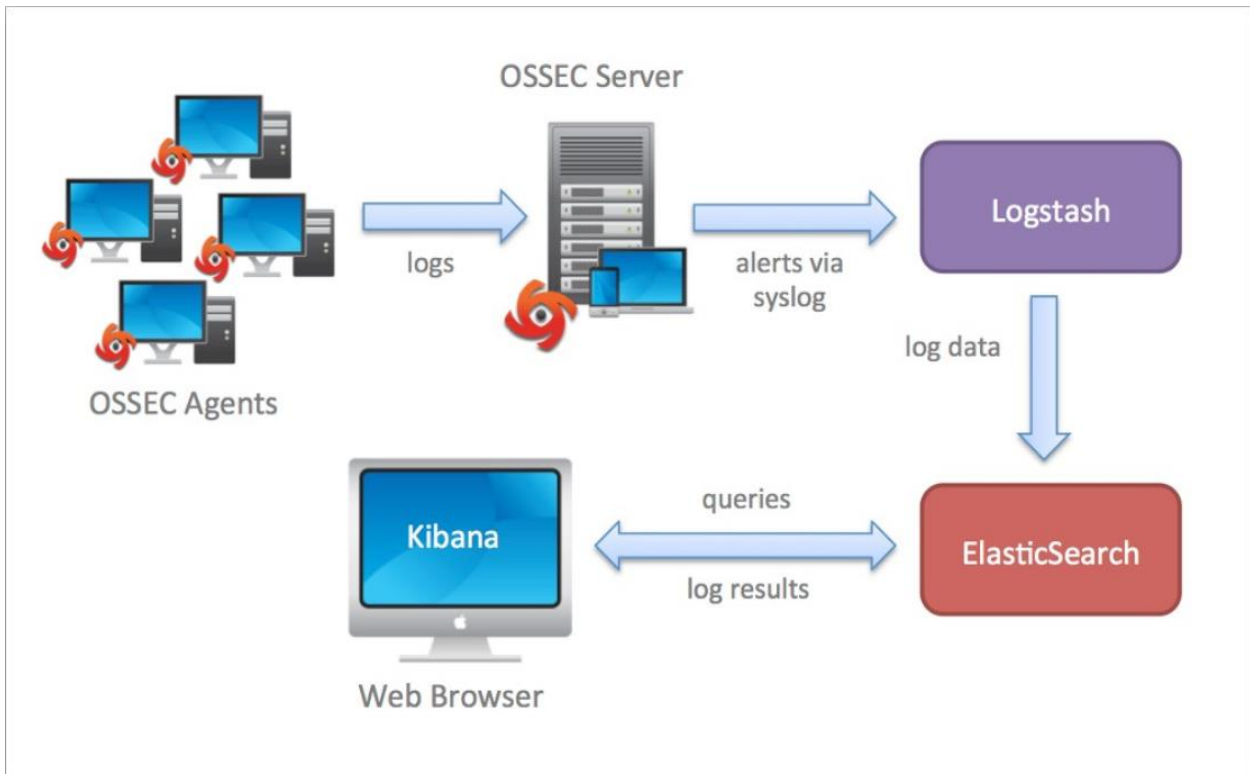 OSSEC Server
Logstash
logs
alerts via
syslog
OSSEC Agents
log data
Kibana
queries
log results
ElasticSearch
Web Browser